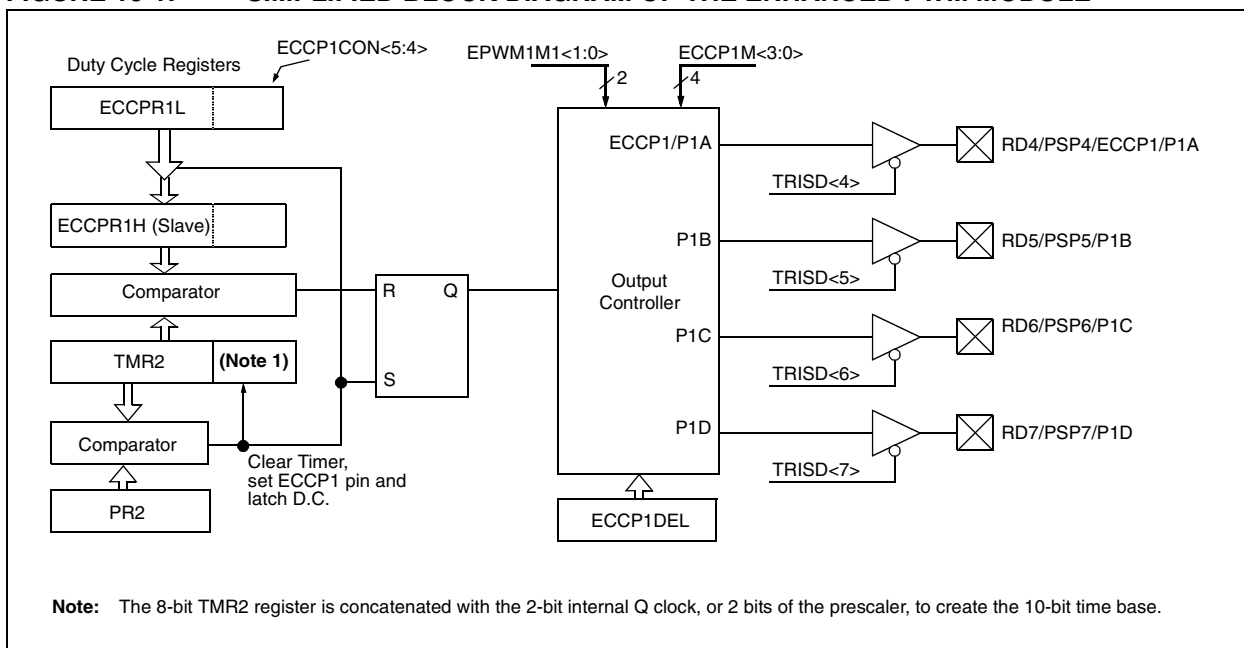 ECCP1CON<5:4>
Duty Cycle Registers
ECCPR1L
ECCPR1H (Slave)
Comparator
TMR2
(Note 1)
Comparator
PR2
Clear Timer,
set ECCP1 pin and
latch D.C.
R
Q
S
EPWM1M1<1:0>
2
ECCP1M<3:0>
4
ECCP1/P1A
P1B
Output
Controller
P1C
P1D
ECCP1DEL
TRISD<4>
RD4/PSP4/ECCP1/P1A
TRISD<5>
RD5/PSP5/P1B
TRISD<6>
RD6/PSP6/P1C
TRISD<7>
RD7/PSP7/P1D
Note: The 8-bit TMR2 register is concatenated with the 2-bit internal Q clock, or 2 bits of the prescaler, to create the 10-bit time base.